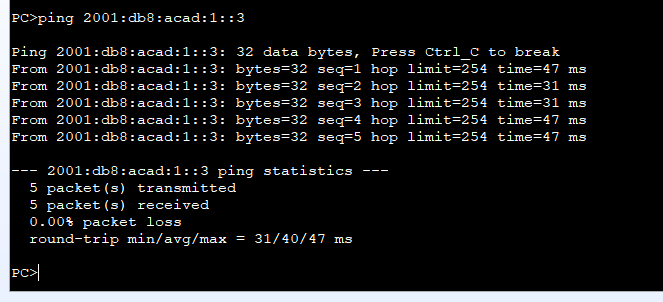 PC>ping 2001:db8:acad:1::3
Ping 2001:db8:acad:1::3: 32 data bytes, Press Ctrl_C to break
From 2001:db8:acad:1::3: bytes=32 seq=1 hop limit=254 time=47 ms
From 2001:db8:acad:1::3: bytes=32 seq=2 hop limit=254 time=31 ms
From 2001:db8:acad:1::3: bytes=32 seq=3 hop limit=254 time=31 ms
From 2001:db8:acad:1::3: bytes=32 seq=4 hop limit=254 time=47 ms
From 2001:db8:acad:1::3: bytes=32 seq=5 hop limit=254 time=47 ms
--- 2001:db8:acad:1::3 ping statistics ---
5 packet(s) transmitted
5 packet(s) received
0.00% packet loss
round-trip min/avg/max = 31/40/47 ms
PC>